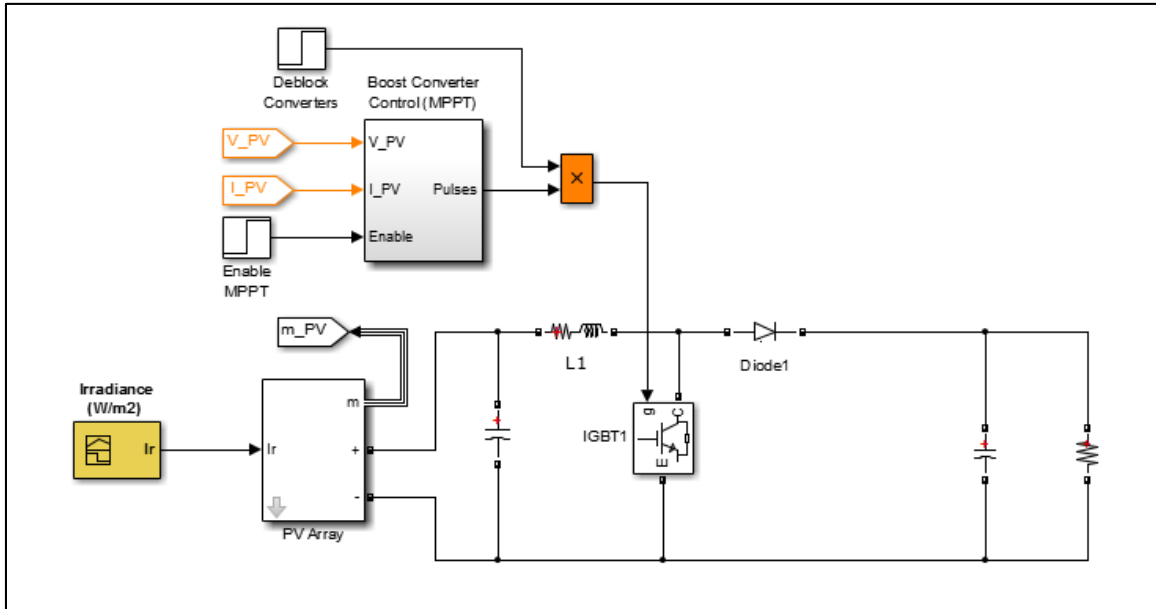 Deblock
Converters
Boost Converter
Control (MPPT)
V_PV
V_PV
I_PV
I_PV
Pulses
Enable
Enable
MPPT
m_PV
L1
Diode1
Irradiance
(W/m2)
Ir
Ir
m
+
-
PV Array
g
C
E
IGBT1
×